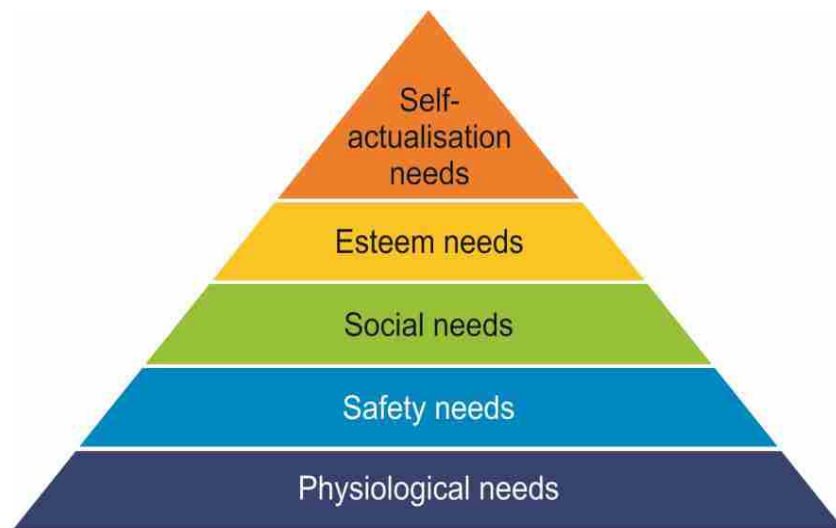 Self-
actualisation
needs
Esteem needs
Social needs
Safety needs
Physiological needs